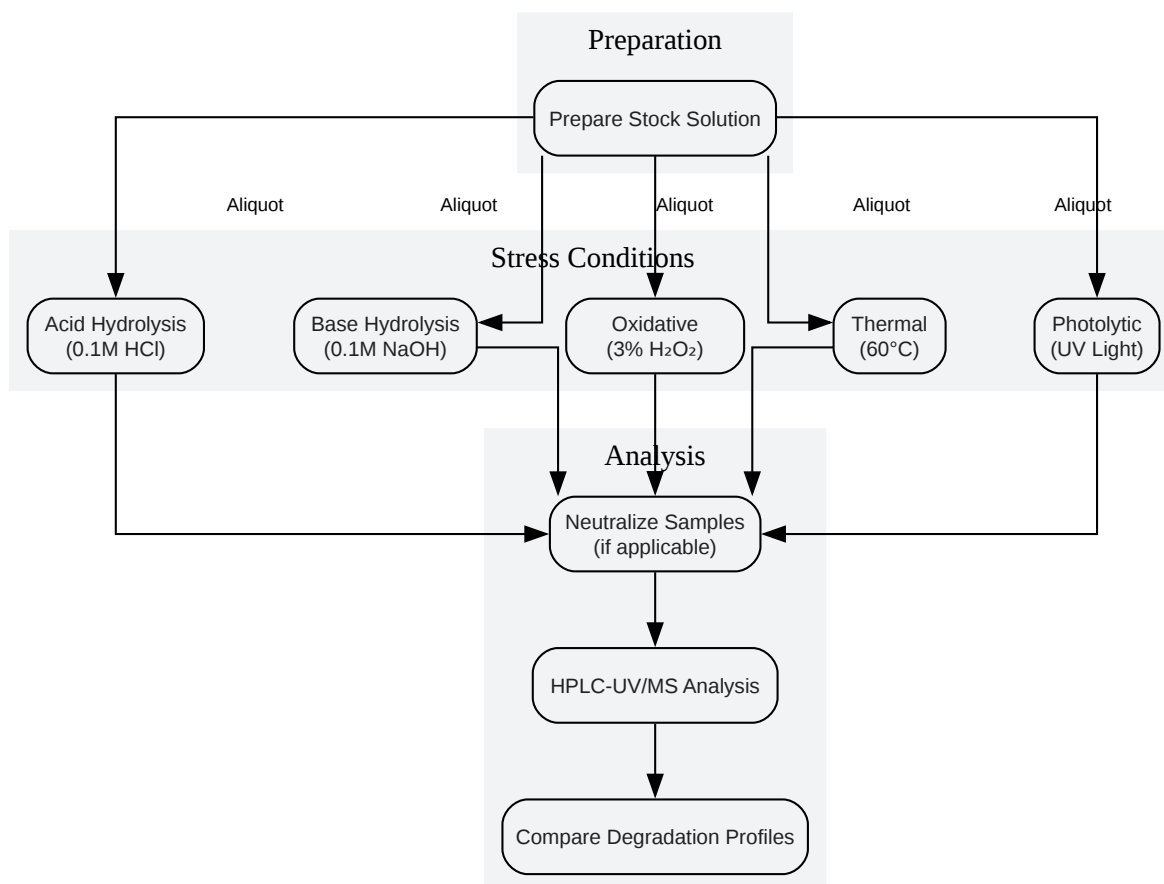 Preparation
Prepare Stock Solution
Aliquot
Aliquot
Aliquot
Aliquot
Aliquot
Stress Conditions
Acid Hydrolysis
(0.1M HCl)
Base Hydrolysis
(0.1M NaOH)
Oxidative
(3% H₂O₂)
Thermal
(60°C)
Photolytic
(UV Light)
Analysis
Neutralize Samples
(if applicable)
HPLC-UV/MS Analysis
Compare Degradation Profiles